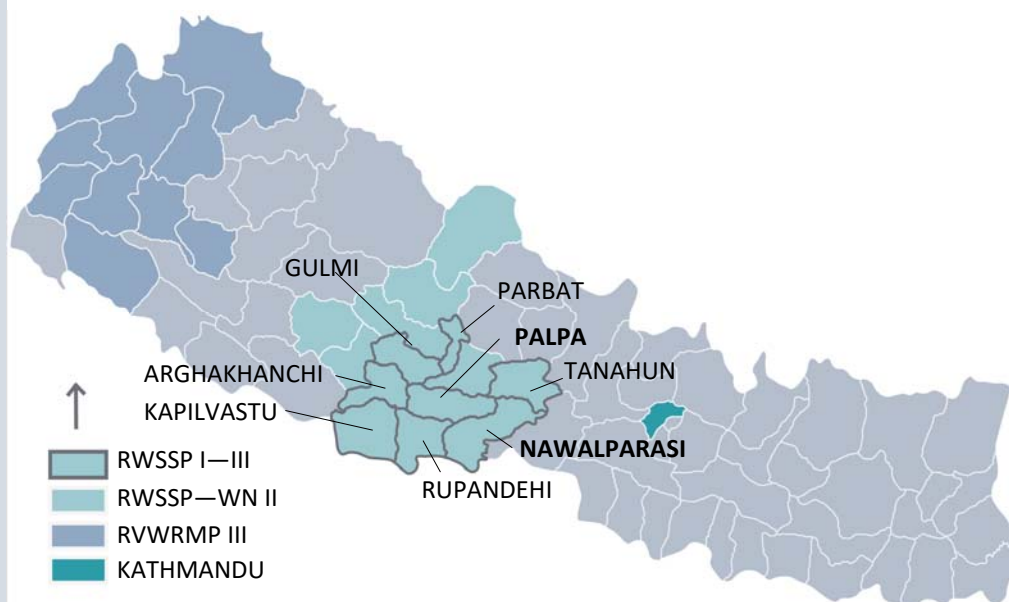 GULMI
PARBAT
PALPA
ARGHAKHANCHI
TANAHUN
KAPILVASTU
NAWALPARASI
RWSSP I—III
RUPANDEHI
RWSSP—WN II
RVWRMP III
KATHMANDU